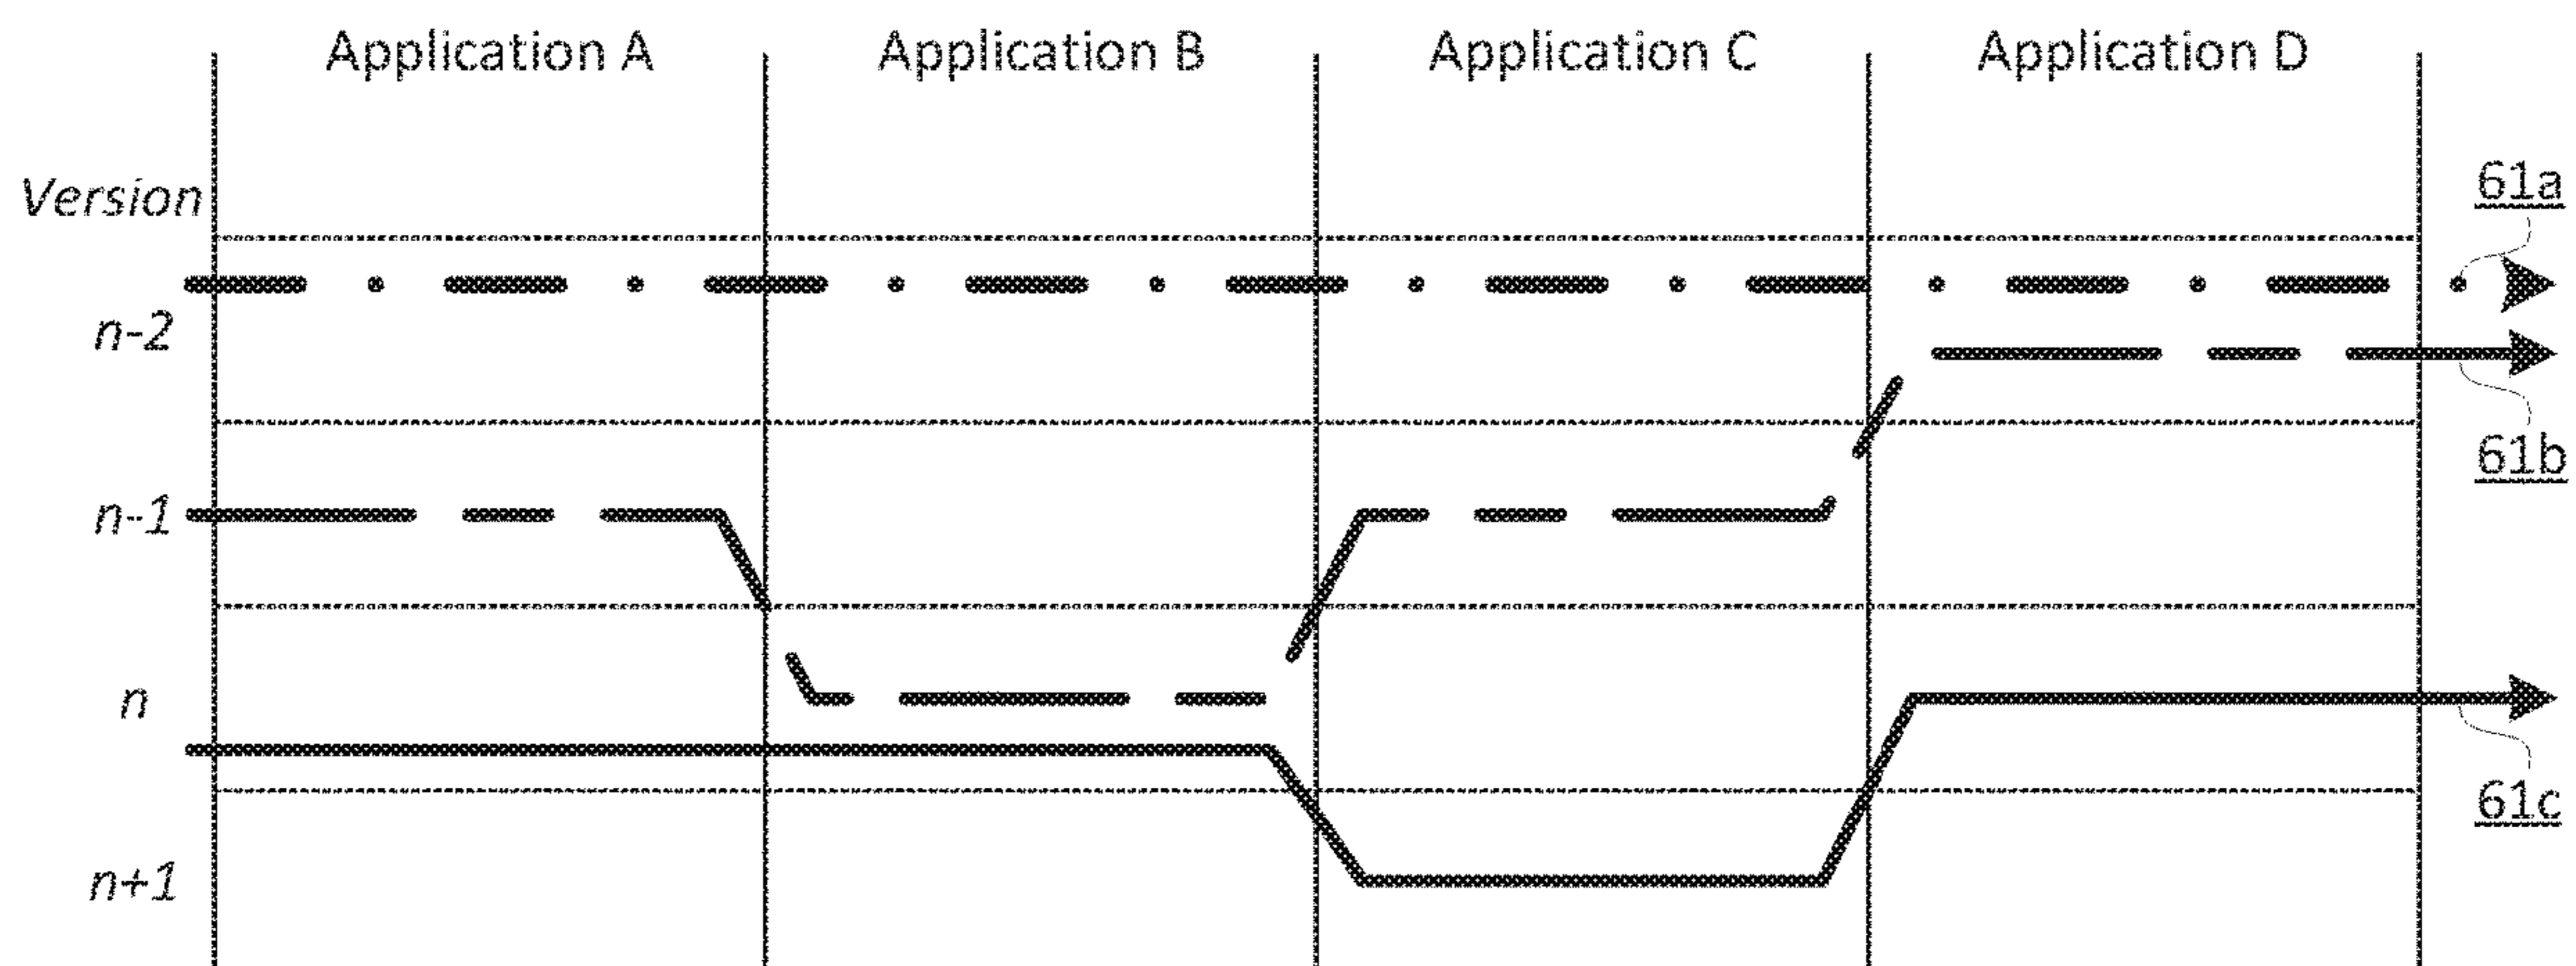 Application A
Application B
Application C
Application D
Version
61a
n-2
61b
n-1
n
61c
n+1